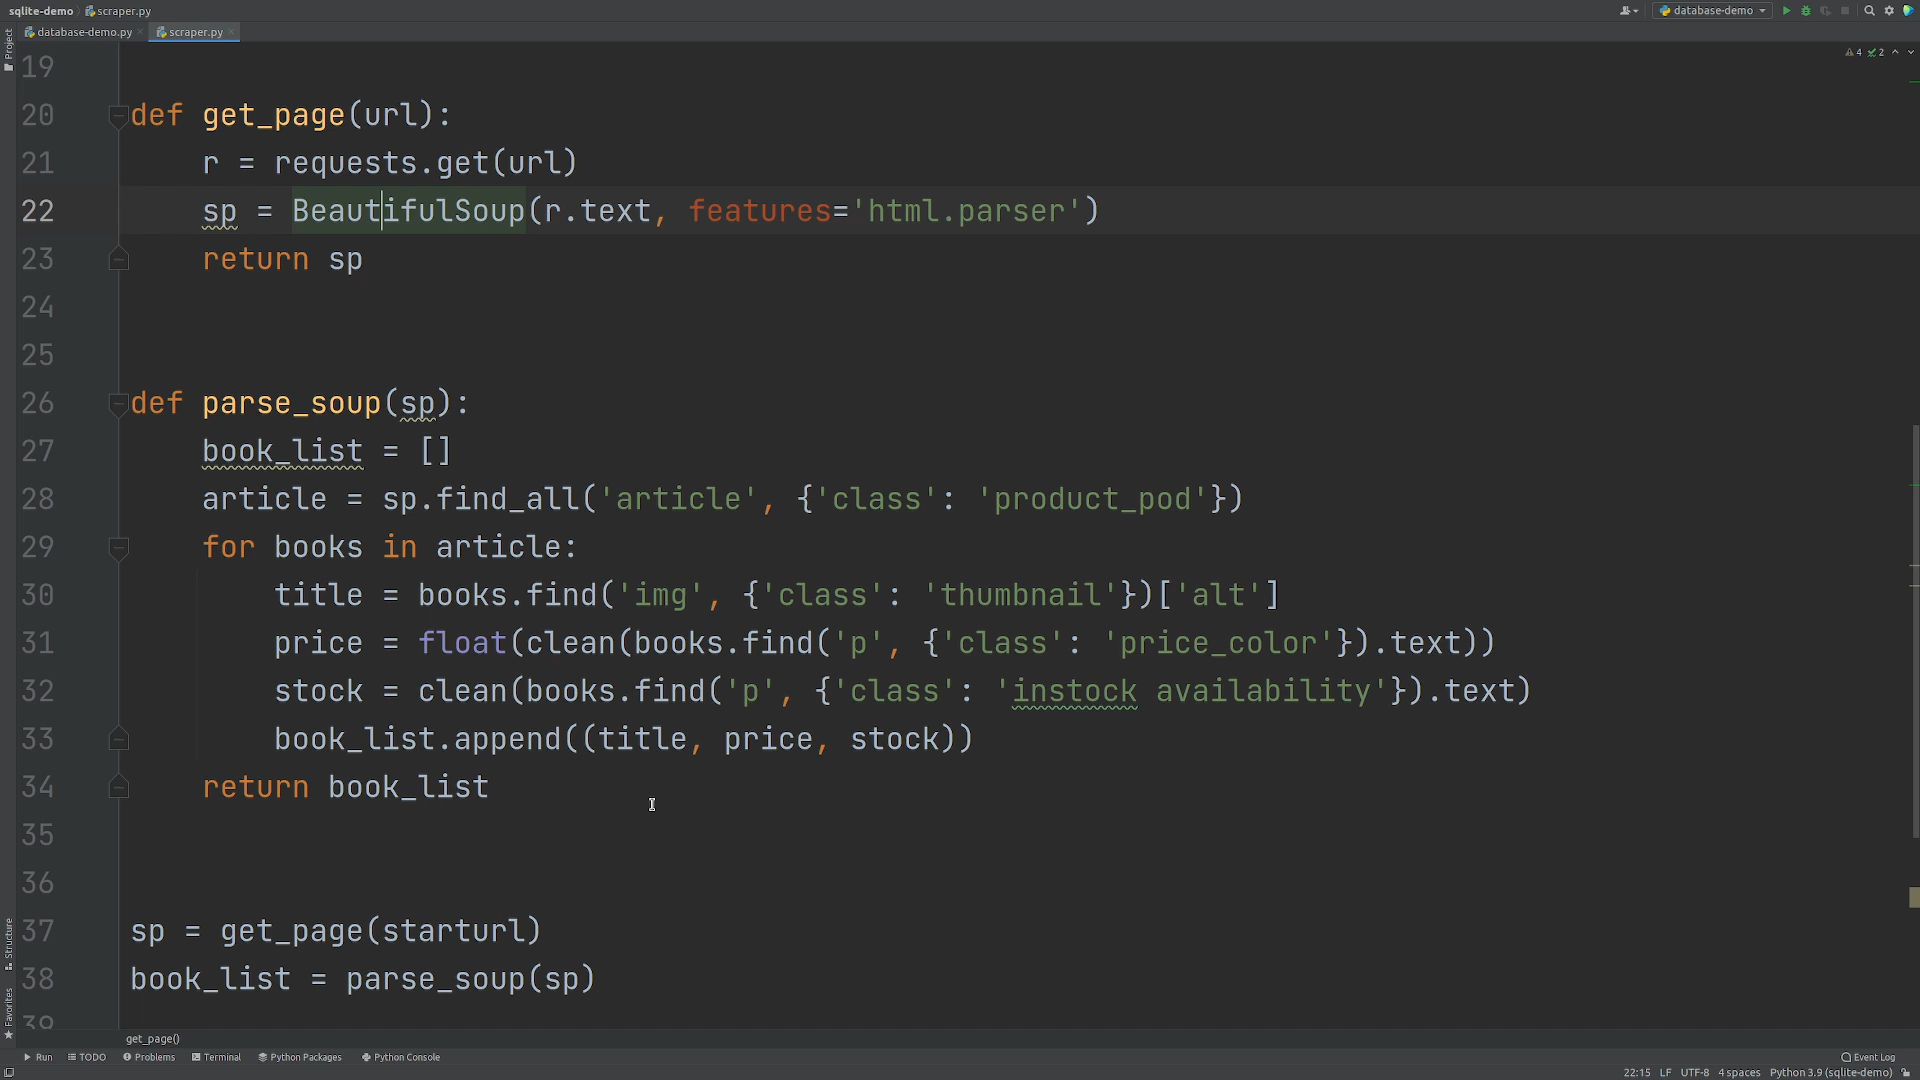 sqlite-demo scraper.py
database-demo
database-demo.py scraper.py
Project
4 2
19
20 def get_page(url):
21 r = requests.get(url)
22 sp = BeautifulSoup(r.text, features='html.parser')
23 return sp
24
25
26 def parse_soup(sp):
27 book_list = []
28 article = sp.find_all('article', {'class': 'product_pod'})
29 for books in article:
30 title = books.find('img', {'class': 'thumbnail'})['alt']
31 price = float(clean(books.find('p', {'class': 'price_color'}).text))
32 stock = clean(books.find('p', {'class': 'instock availability'}).text)
33 book_list.append((title, price, stock))
34 return book_list
35
36
37 sp = get_page(starturl)
38 book_list = parse_soup(sp)
39
Structure
Favorites
get_page()
Run TODO Problems Terminal Python Packages Python Console Event Log
22:15 LF UTF-8 4 spaces Python 3.9 (sqlite-demo)